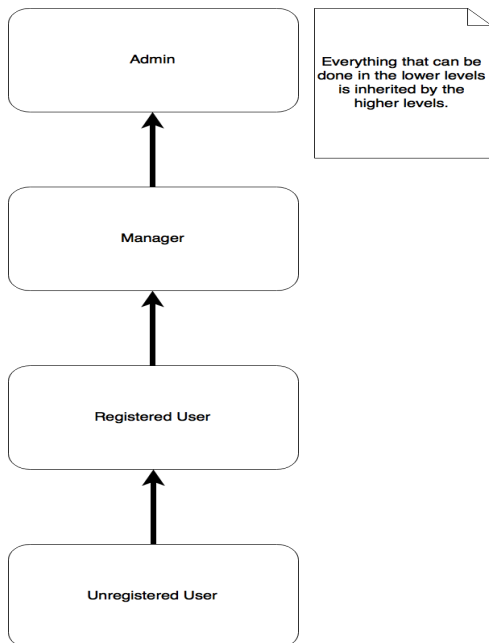 Admin
Everything that can be
done in the lower levels
is inherited by the
higher levels.
Manager
Registered User
Unregistered User